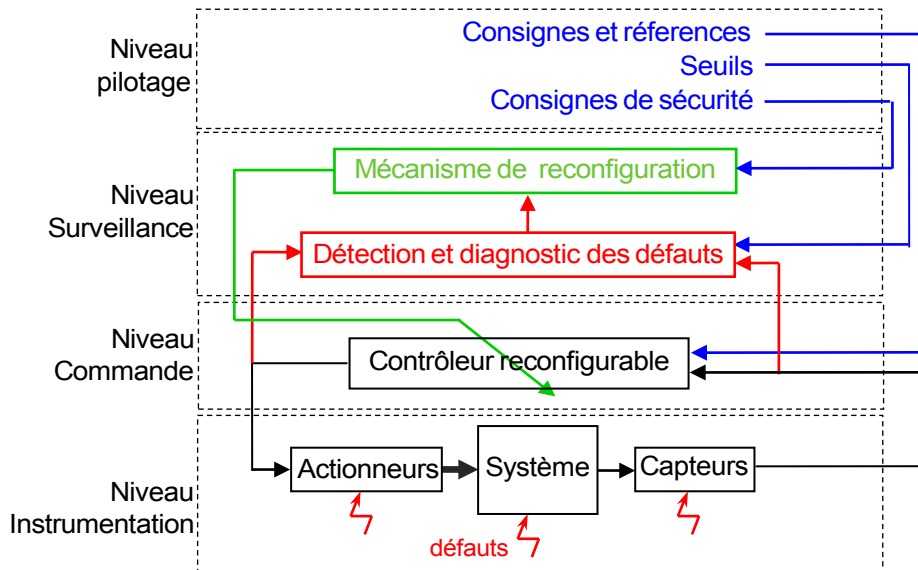 Niveau
pilotage
Consignes et réferences
Seuils
Consignes de sécurité
Niveau
Surveillance
Mécanisme de reconfiguration
Détection et diagnostic des défauts
Niveau
Commande
Contrôleur reconfigurable
Niveau
Instrumentation
Actionneurs
Système
Capteurs
défauts